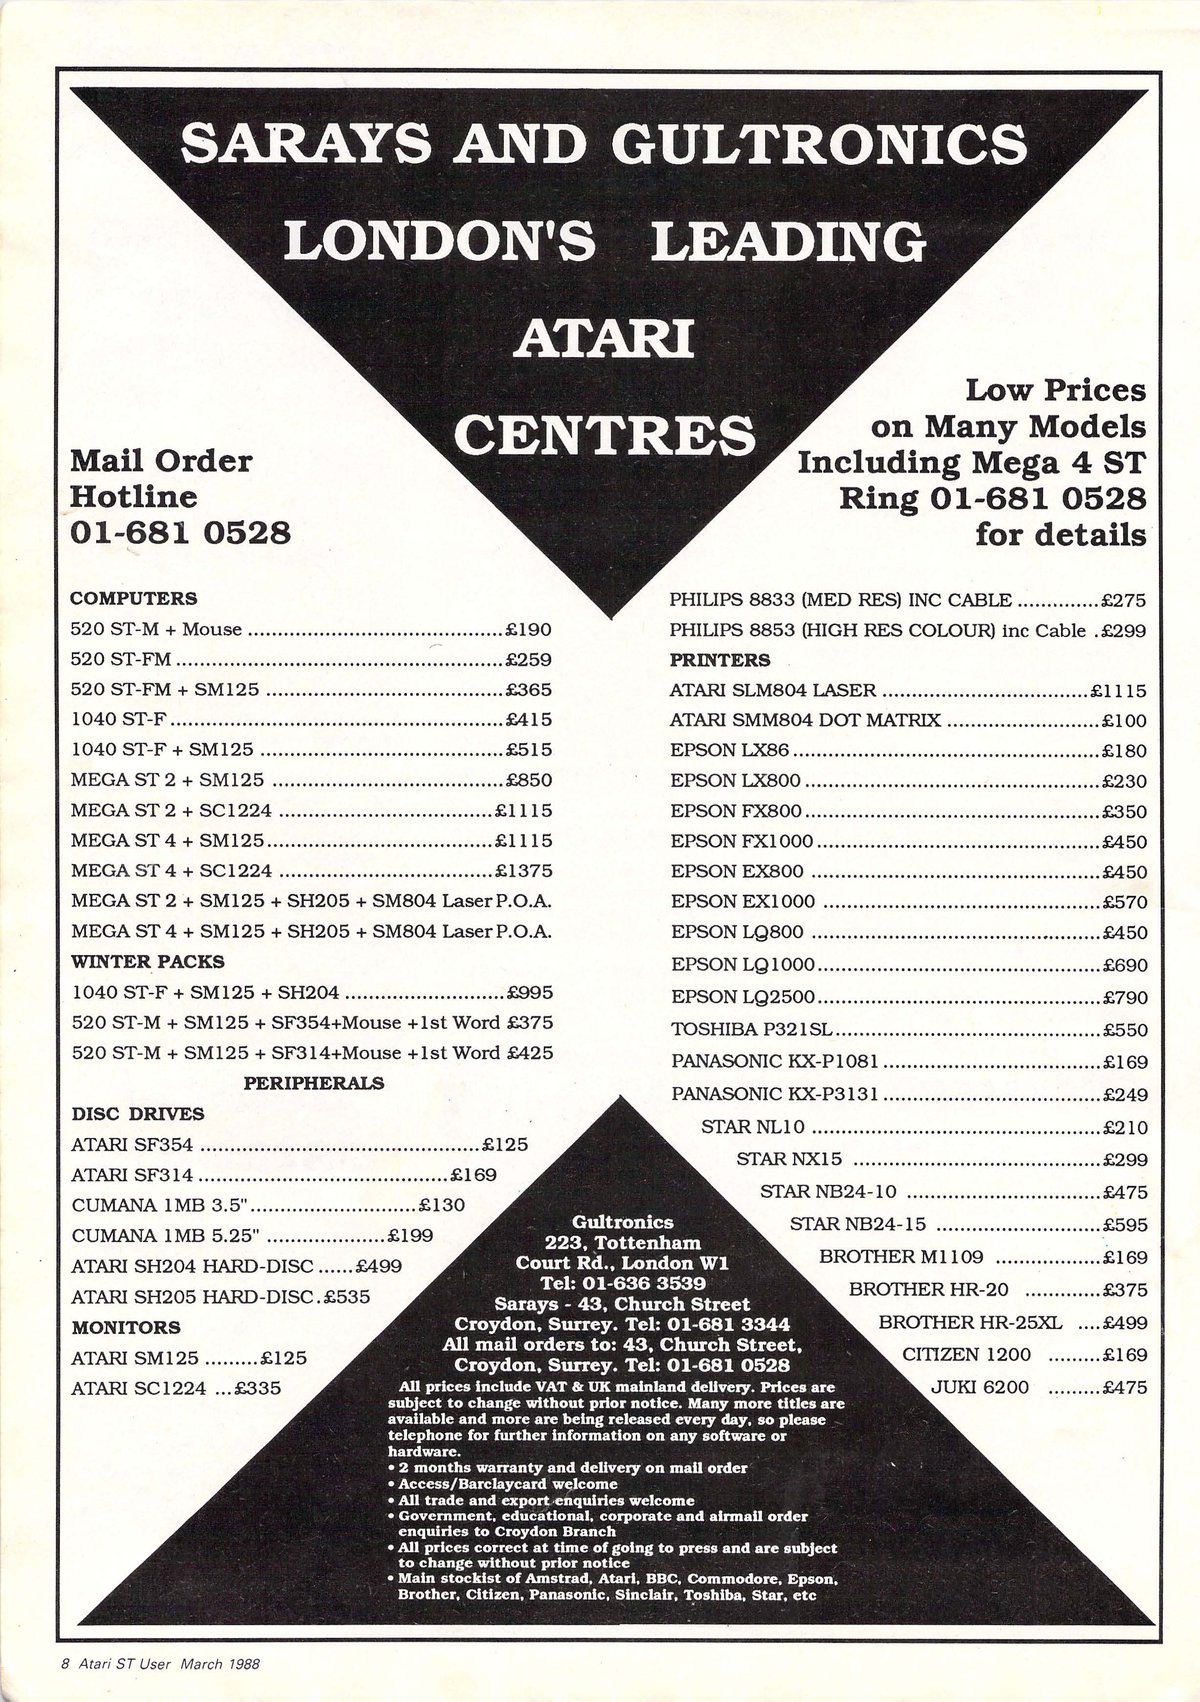 SARAYS AND GULTRONICS
LONDON'S LEADING
ATARI
CENTRES
Mail Order
Hotline
01-681 0528
Low Prices
on Many Models
Including Mega 4 ST
Ring 01-681 0528
for details
COMPUTERS
520 ST-M + Mouse ...........................................£190
520 ST-FM .......................................................£259
520 ST-FM + SM125 ........................................£365
1040 ST-F ........................................................£415
1040 ST-F + SM125 .........................................£515
MEGA ST 2 + SM125 .......................................£850
MEGA ST 2 + SC1224 ....................................£1115
MEGA ST 4 + SM125......................................£1115
MEGA ST 4 + SC1224 ....................................£1375
MEGA ST 2 + SM125 + SH205 + SM804 Laser P.O.A.
MEGA ST 4 + SM125 + SH205 + SM804 Laser P.O.A.
WINTER PACKS
1040 ST-F + SM125 + SH204 ...........................£995
520 ST-M + SM125 + SF354+Mouse +1st Word £375
520 ST-M + SM125 + SF314+Mouse +1st Word £425
PERIPHERALS
DISC DRIVES
ATARI SF354 ................................................£125
ATARI SF314 ..........................................£169
CUMANA 1MB 3.5"............................£130
CUMANA 1MB 5.25" ....................£199
ATARI SH204 HARD-DISC ......£499
ATARI SH205 HARD-DISC.£535
MONITORS
ATARI SM125 .........£125
ATARI SC1224 ...£335
PHILIPS 8833 (MED RES) INC CABLE ..............£275
PHILIPS 8853 (HIGH RES COLOUR) inc Cable .£299
PRINTERS
ATARI SLM804 LASER ...................................£1115
ATARI SMM804 DOT MATRIX ..........................£100
EPSON LX86....................................................£180
EPSON LX800..................................................£230
EPSON FX800..................................................£350
EPSON FX1000................................................£450
EPSON EX800 .................................................£450
EPSON EX1000 ...............................................£570
EPSON LQ800 .................................................£450
EPSON LQ1000................................................£690
EPSON LQ2500................................................£790
TOSHIBA P321SL.............................................£550
PANASONIC KX-P1081.....................................£169
PANASONIC KX-P3131.....................................£249
STAR NL10 .................................................£210
STAR NX15 ..........................................£299
STAR NB24-10 .................................£475
STAR NB24-15 ............................£595
BROTHER M1109 ..................£169
BROTHER HR-20 .............£375
BROTHER HR-25XL ....£499
CITIZEN 1200 .........£169
JUKI 6200 .........£475
Gultronics
223, Tottenham
Court Rd., London W1
Tel: 01-636 3539
Sarays - 43, Church Street
Croydon, Surrey. Tel: 01-681 3344
All mail orders to: 43, Church Street,
Croydon, Surrey. Tel: 01-681 0528
All prices include VAT & UK mainland delivery. Prices are
subject to change without prior notice. Many more titles are
available and more are being released every day, so please
telephone for further information on any software or
hardware.
• 2 months warranty and delivery on mail order
• Access/Barclaycard welcome
• All trade and export enquiries welcome
• Government, educational, corporate and airmail order
enquiries to Croydon Branch
• All prices correct at time of going to press and are subject
to change without prior notice
• Main stockist of Amstrad, Atari, BBC, Commodore, Epson,
Brother, Citizen, Panasonic, Sinclair, Toshiba, Star, etc
8 Atari ST User March 1988